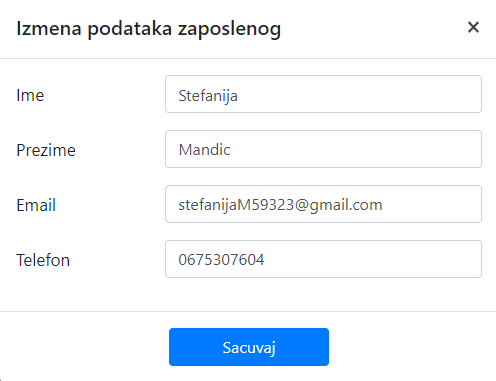 Izmena podataka zaposlenog ×
Ime Stefanija
Prezime Mandic
Email stefanijaM59323@gmail.com
Telefon 0675307604
Sacuvaj